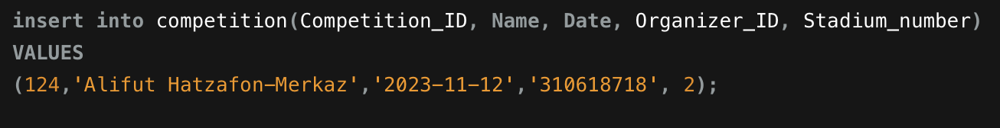 insert into competition(Competition_ID, Name, Date, Organizer_ID, Stadium_number)
VALUES
(124,'Alifut Hatzafon-Merkaz','2023-11-12','310618718', 2);